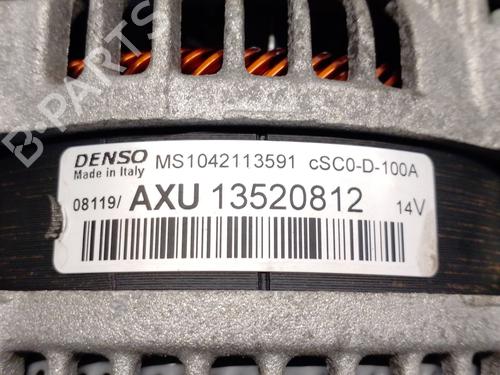 DENSO MS1042113591 cSC0-D-100A
Made in Italy
08119/ AXU 13520812 14V
B-PARTS